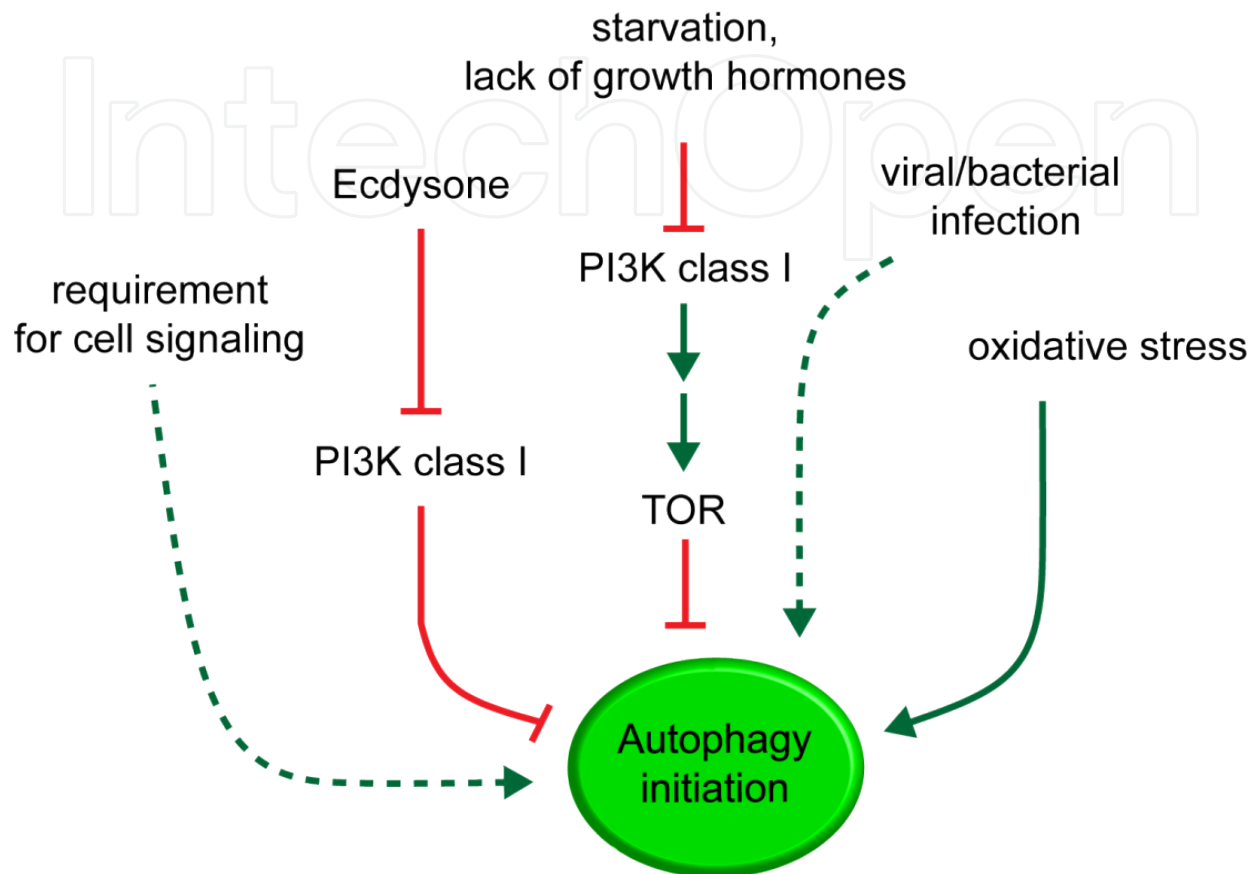 IntechOpen
starvation,
lack of growth hormones
Ecdysone
viral/bacterial
infection
PI3K class I
requirement
for cell signaling
oxidative stress
PI3K class I
TOR
Autophagy
initiation